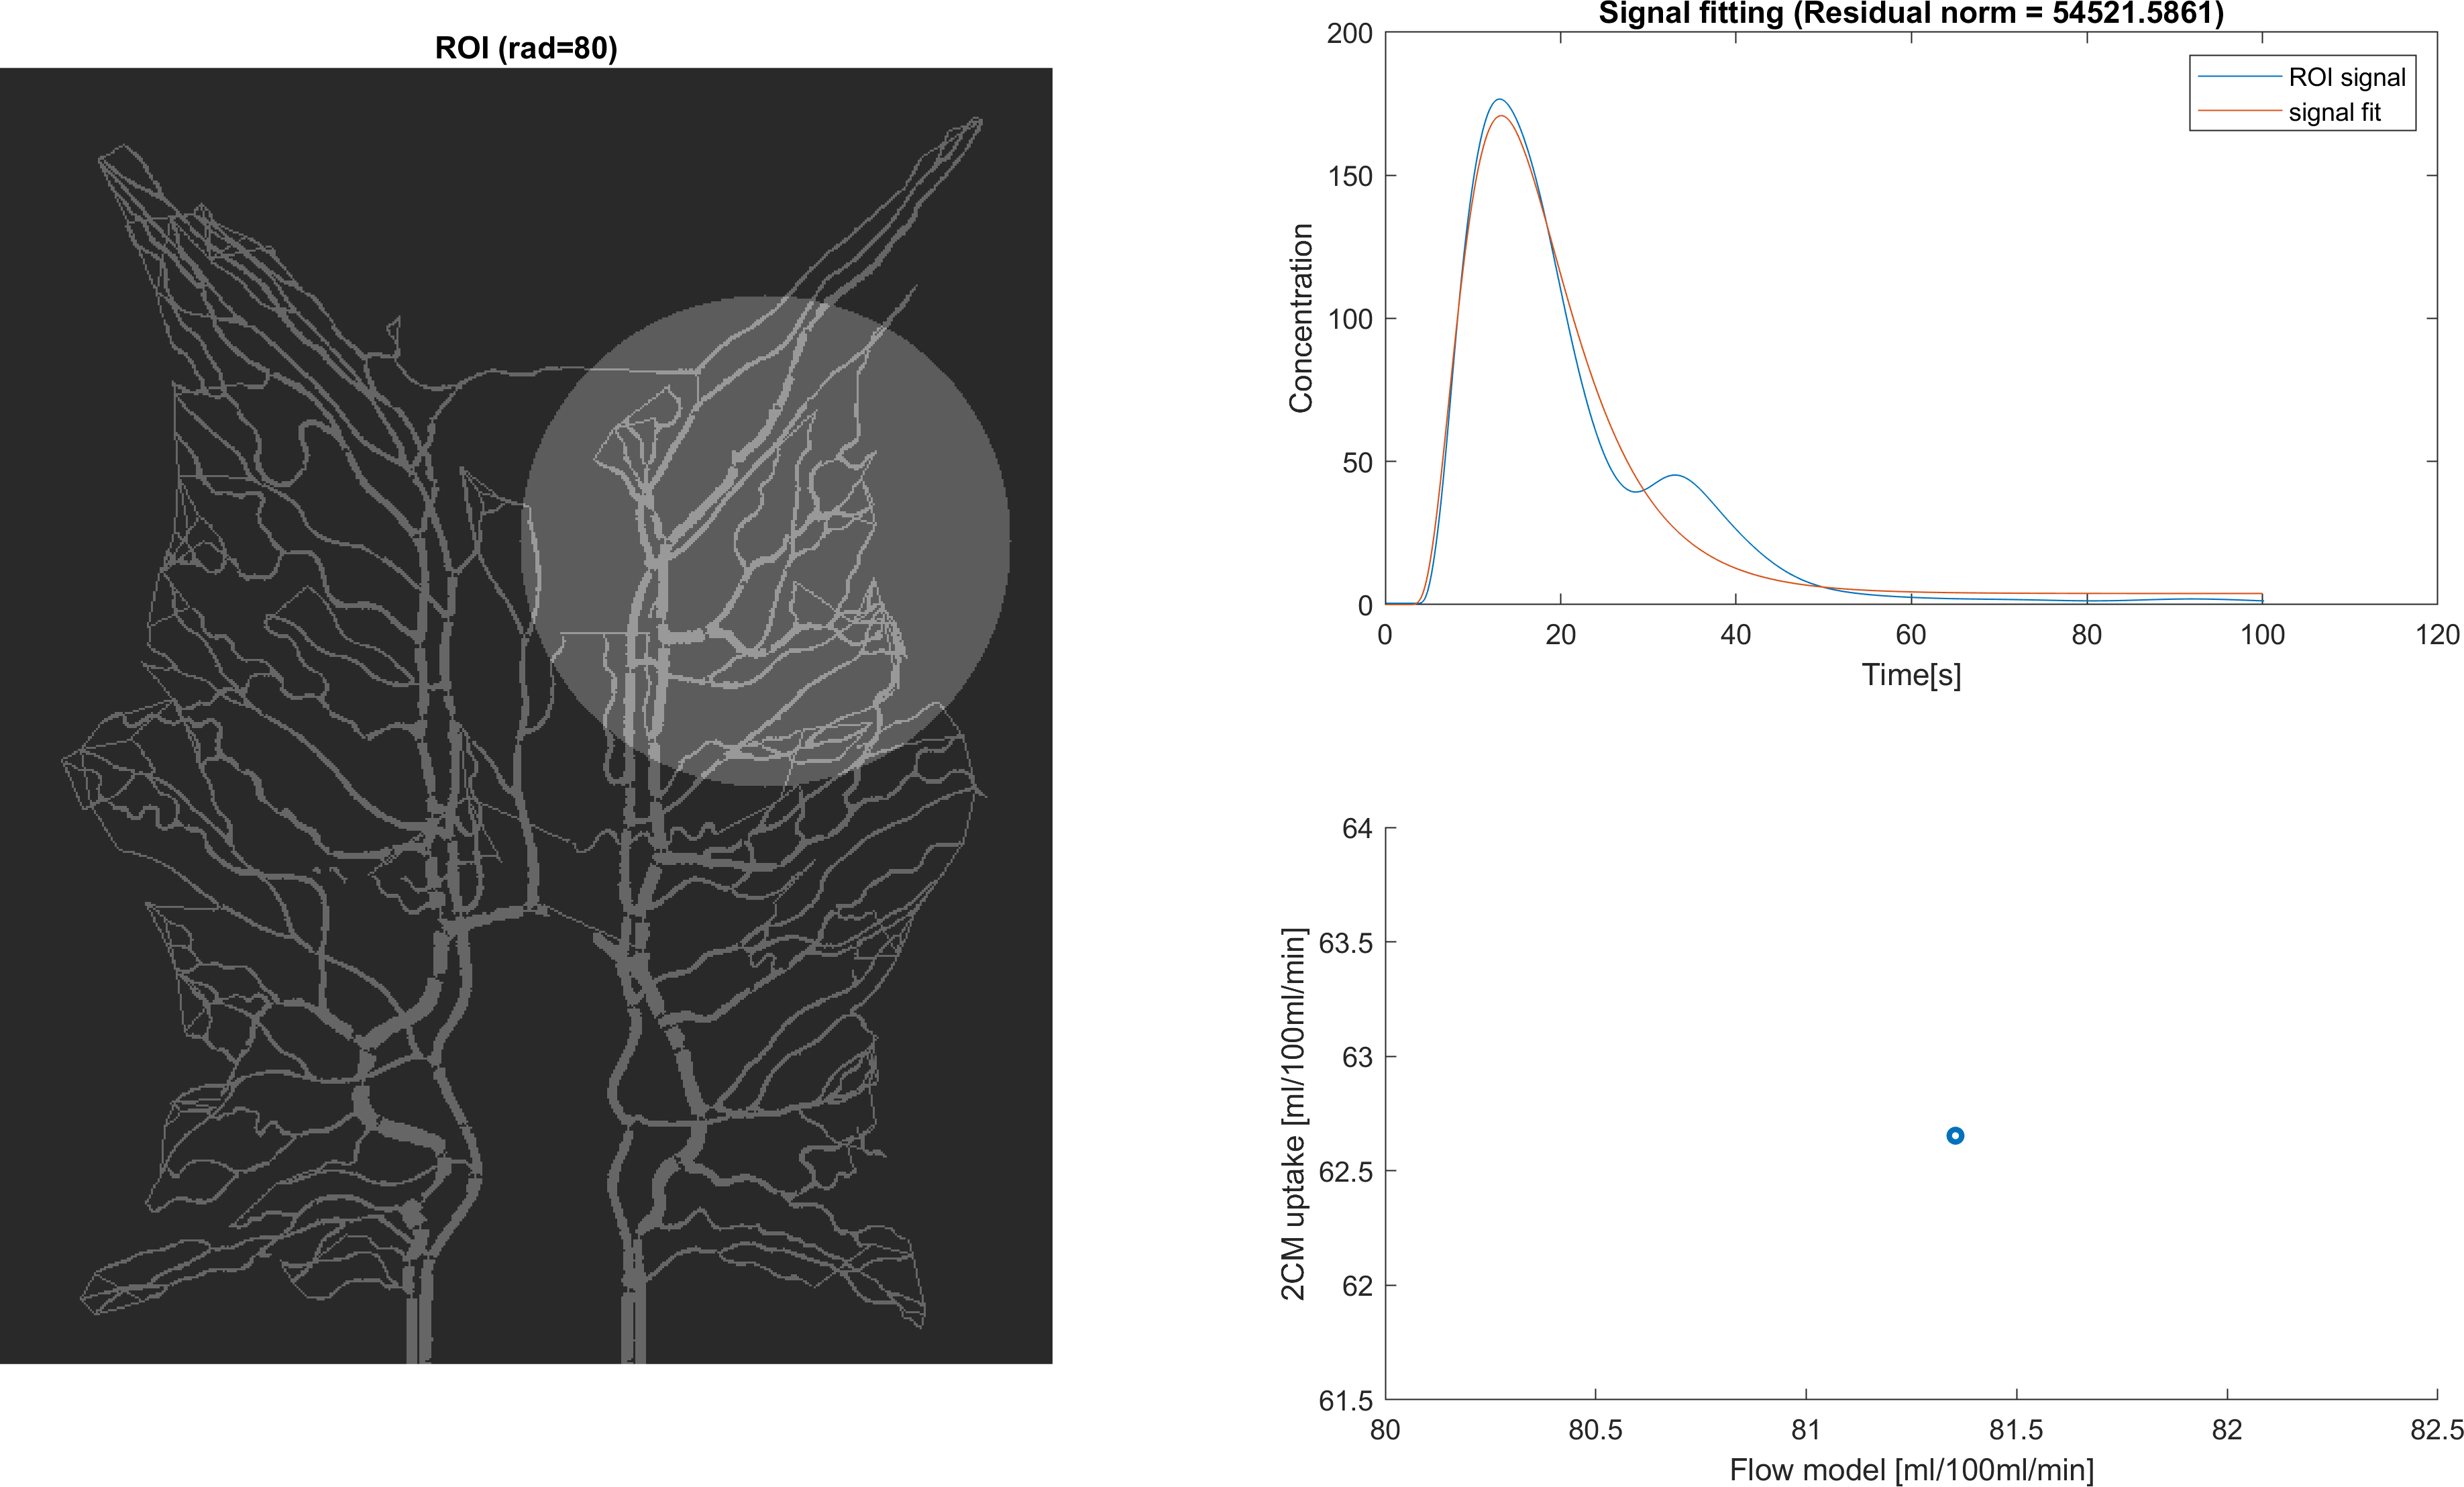 ROI (rad=80)
Signal fitting (Residual norm = 54521.5861)
200
150
100
50
0
Concentration
ROI signal
signal fit
0 20 40 60 80 100 120
Time[s]
64
63.5
63
62.5
62
61.5
2CM uptake [ml/100ml/min]
80 80.5 81 81.5 82 82.5
Flow model [ml/100ml/min]